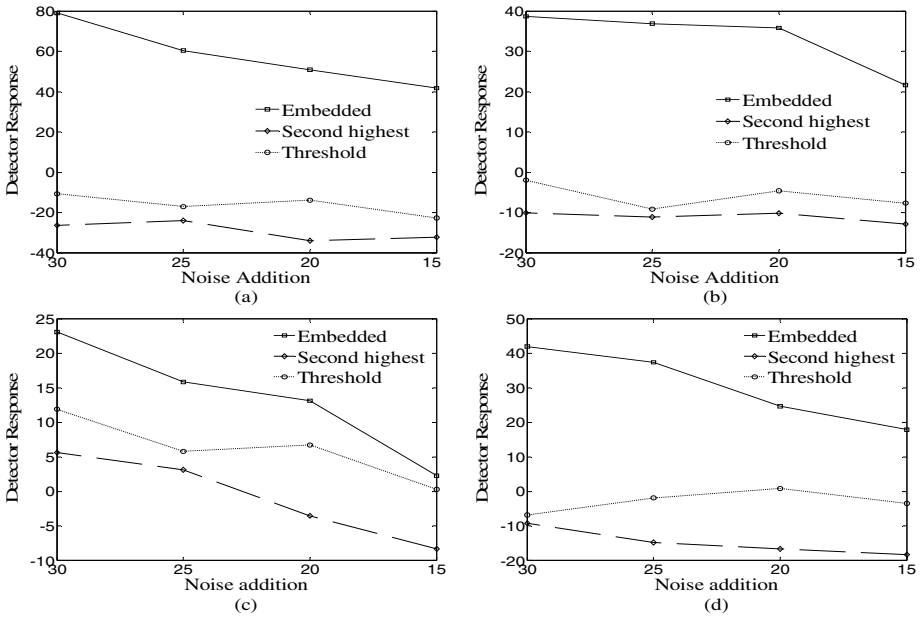 80
60
40
20
0
-20
-40
Detector Response
Embedded
Second highest
Threshold
30
25
20
15
Noise Addition
(a)
40
30
20
10
0
-10
-20
Detector Response
Embedded
Second highest
Threshold
30
25
20
15
Noise Addition
(b)
25
20
15
10
5
0
-5
-10
Detector Response
Embedded
Second highest
Threshold
30
25
20
15
Noise addition
(c)
50
40
30
20
10
0
-10
-20
Detector Response
Embedded
Second highest
Threshold
30
25
20
15
Noise addition
(d)